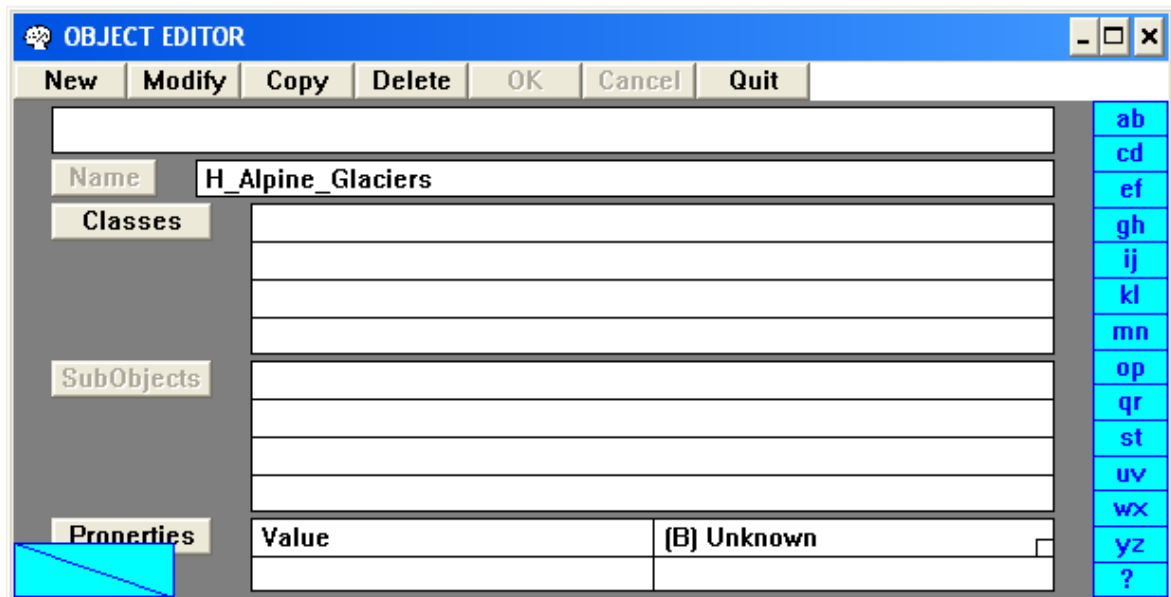 OBJECT EDITOR
New Modify Copy Delete OK Cancel Quit
Name H_Alpine_Glaciers
Classes
SubObjects
Properties Value (B) Unknown
ab
cd
ef
gh
ij
kl
mn
op
qr
st
uv
wx
yz
?